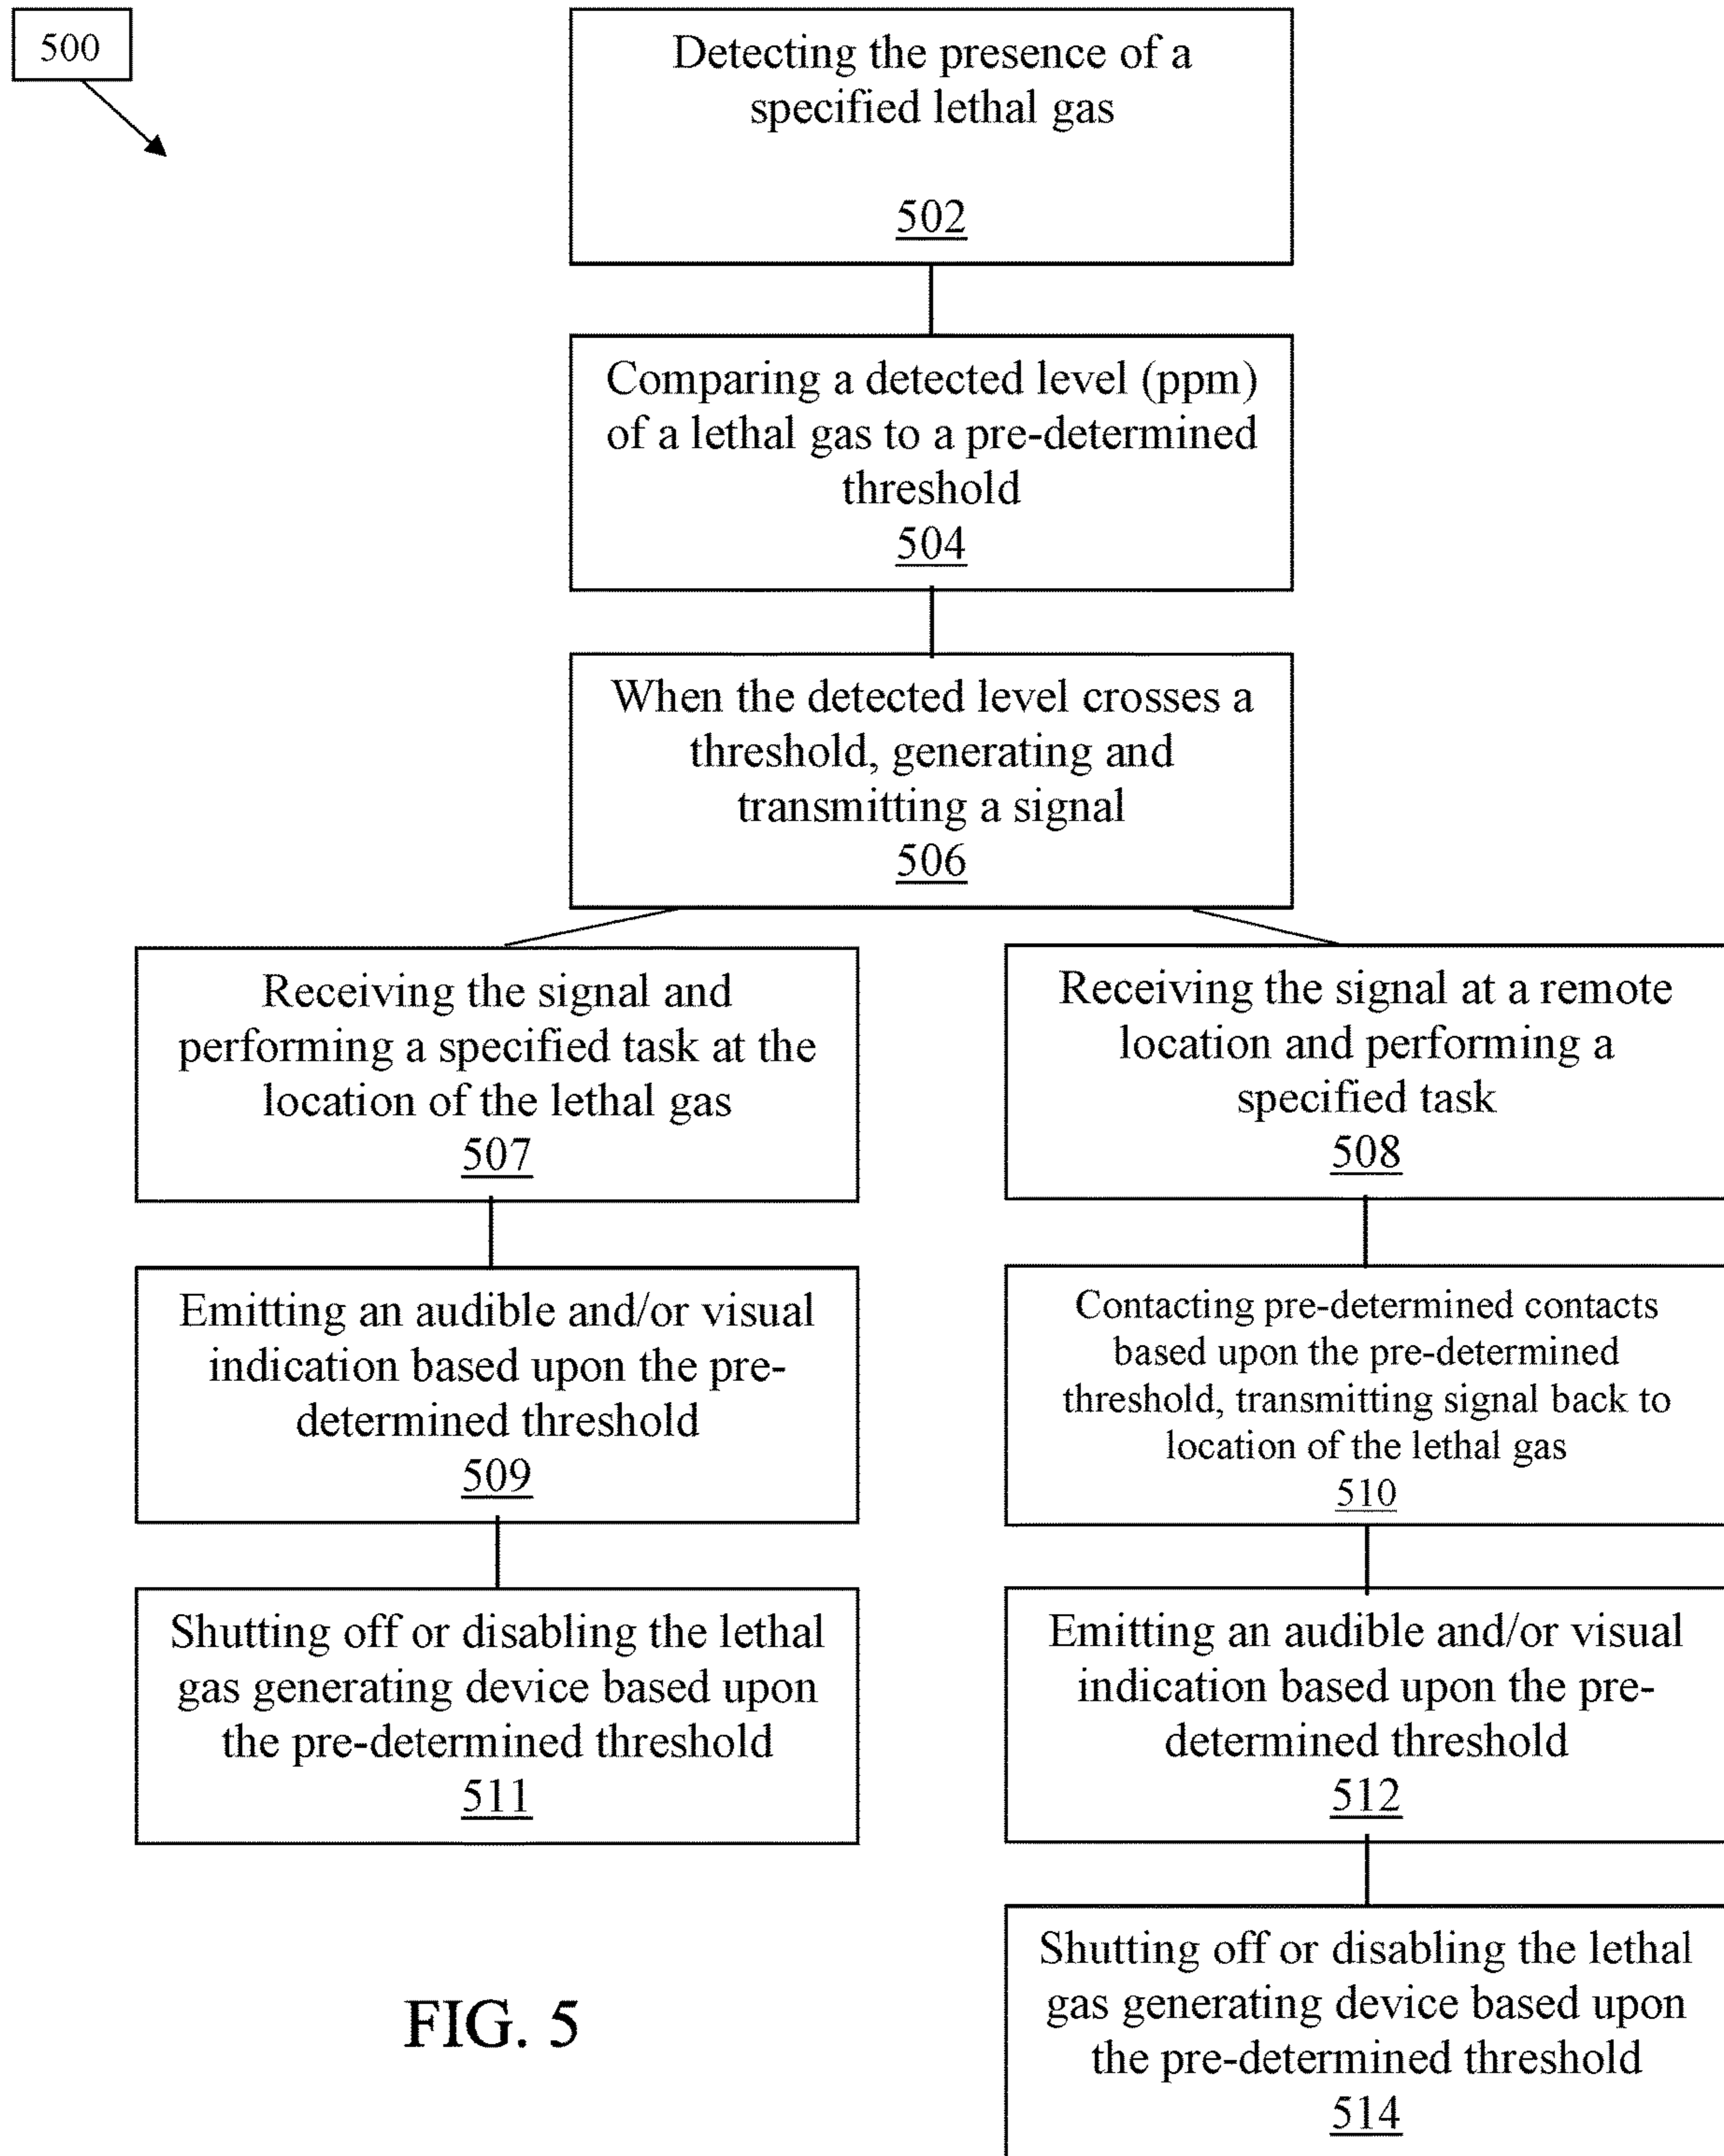 500
Detecting the presence of a
specified lethal gas
502
Comparing a detected level (ppm)
of a lethal gas to a pre-determined
threshold
504
When the detected level crosses a
threshold, generating and
transmitting a signal
506
Receiving the signal and
performing a specified task at the
location of the lethal gas
507
Emitting an audible and/or visual
indication based upon the pre-
determined threshold
509
Shutting off or disabling the lethal
gas generating device based upon
the pre-determined threshold
511
Receiving the signal at a remote
location and performing a
specified task
508
Contacting pre-determined contacts
based upon the pre-determined
threshold, transmitting signal back to
location of the lethal gas
510
Emitting an audible and/or visual
indication based upon the pre-
determined threshold
512
Shutting off or disabling the lethal
gas generating device based upon
the pre-determined threshold
514
FIG. 5